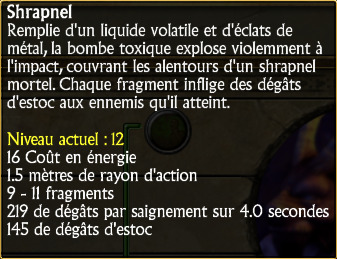 Shrapnel
Remplie d'un liquide volatile et d'éclats de
métal, la bombe toxique explose violemment à
l'impact, couvrant les alentours d'un shrapnel
mortel. Chaque fragment inflige des dégâts
d'estoc aux ennemis qu'il atteint.
Niveau actuel : 12
16 Coût en énergie
1.5 mètres de rayon d'action
9 - 11 fragments
219 de dégâts par saignement sur 4.0 secondes
145 de dégâts d'estoc